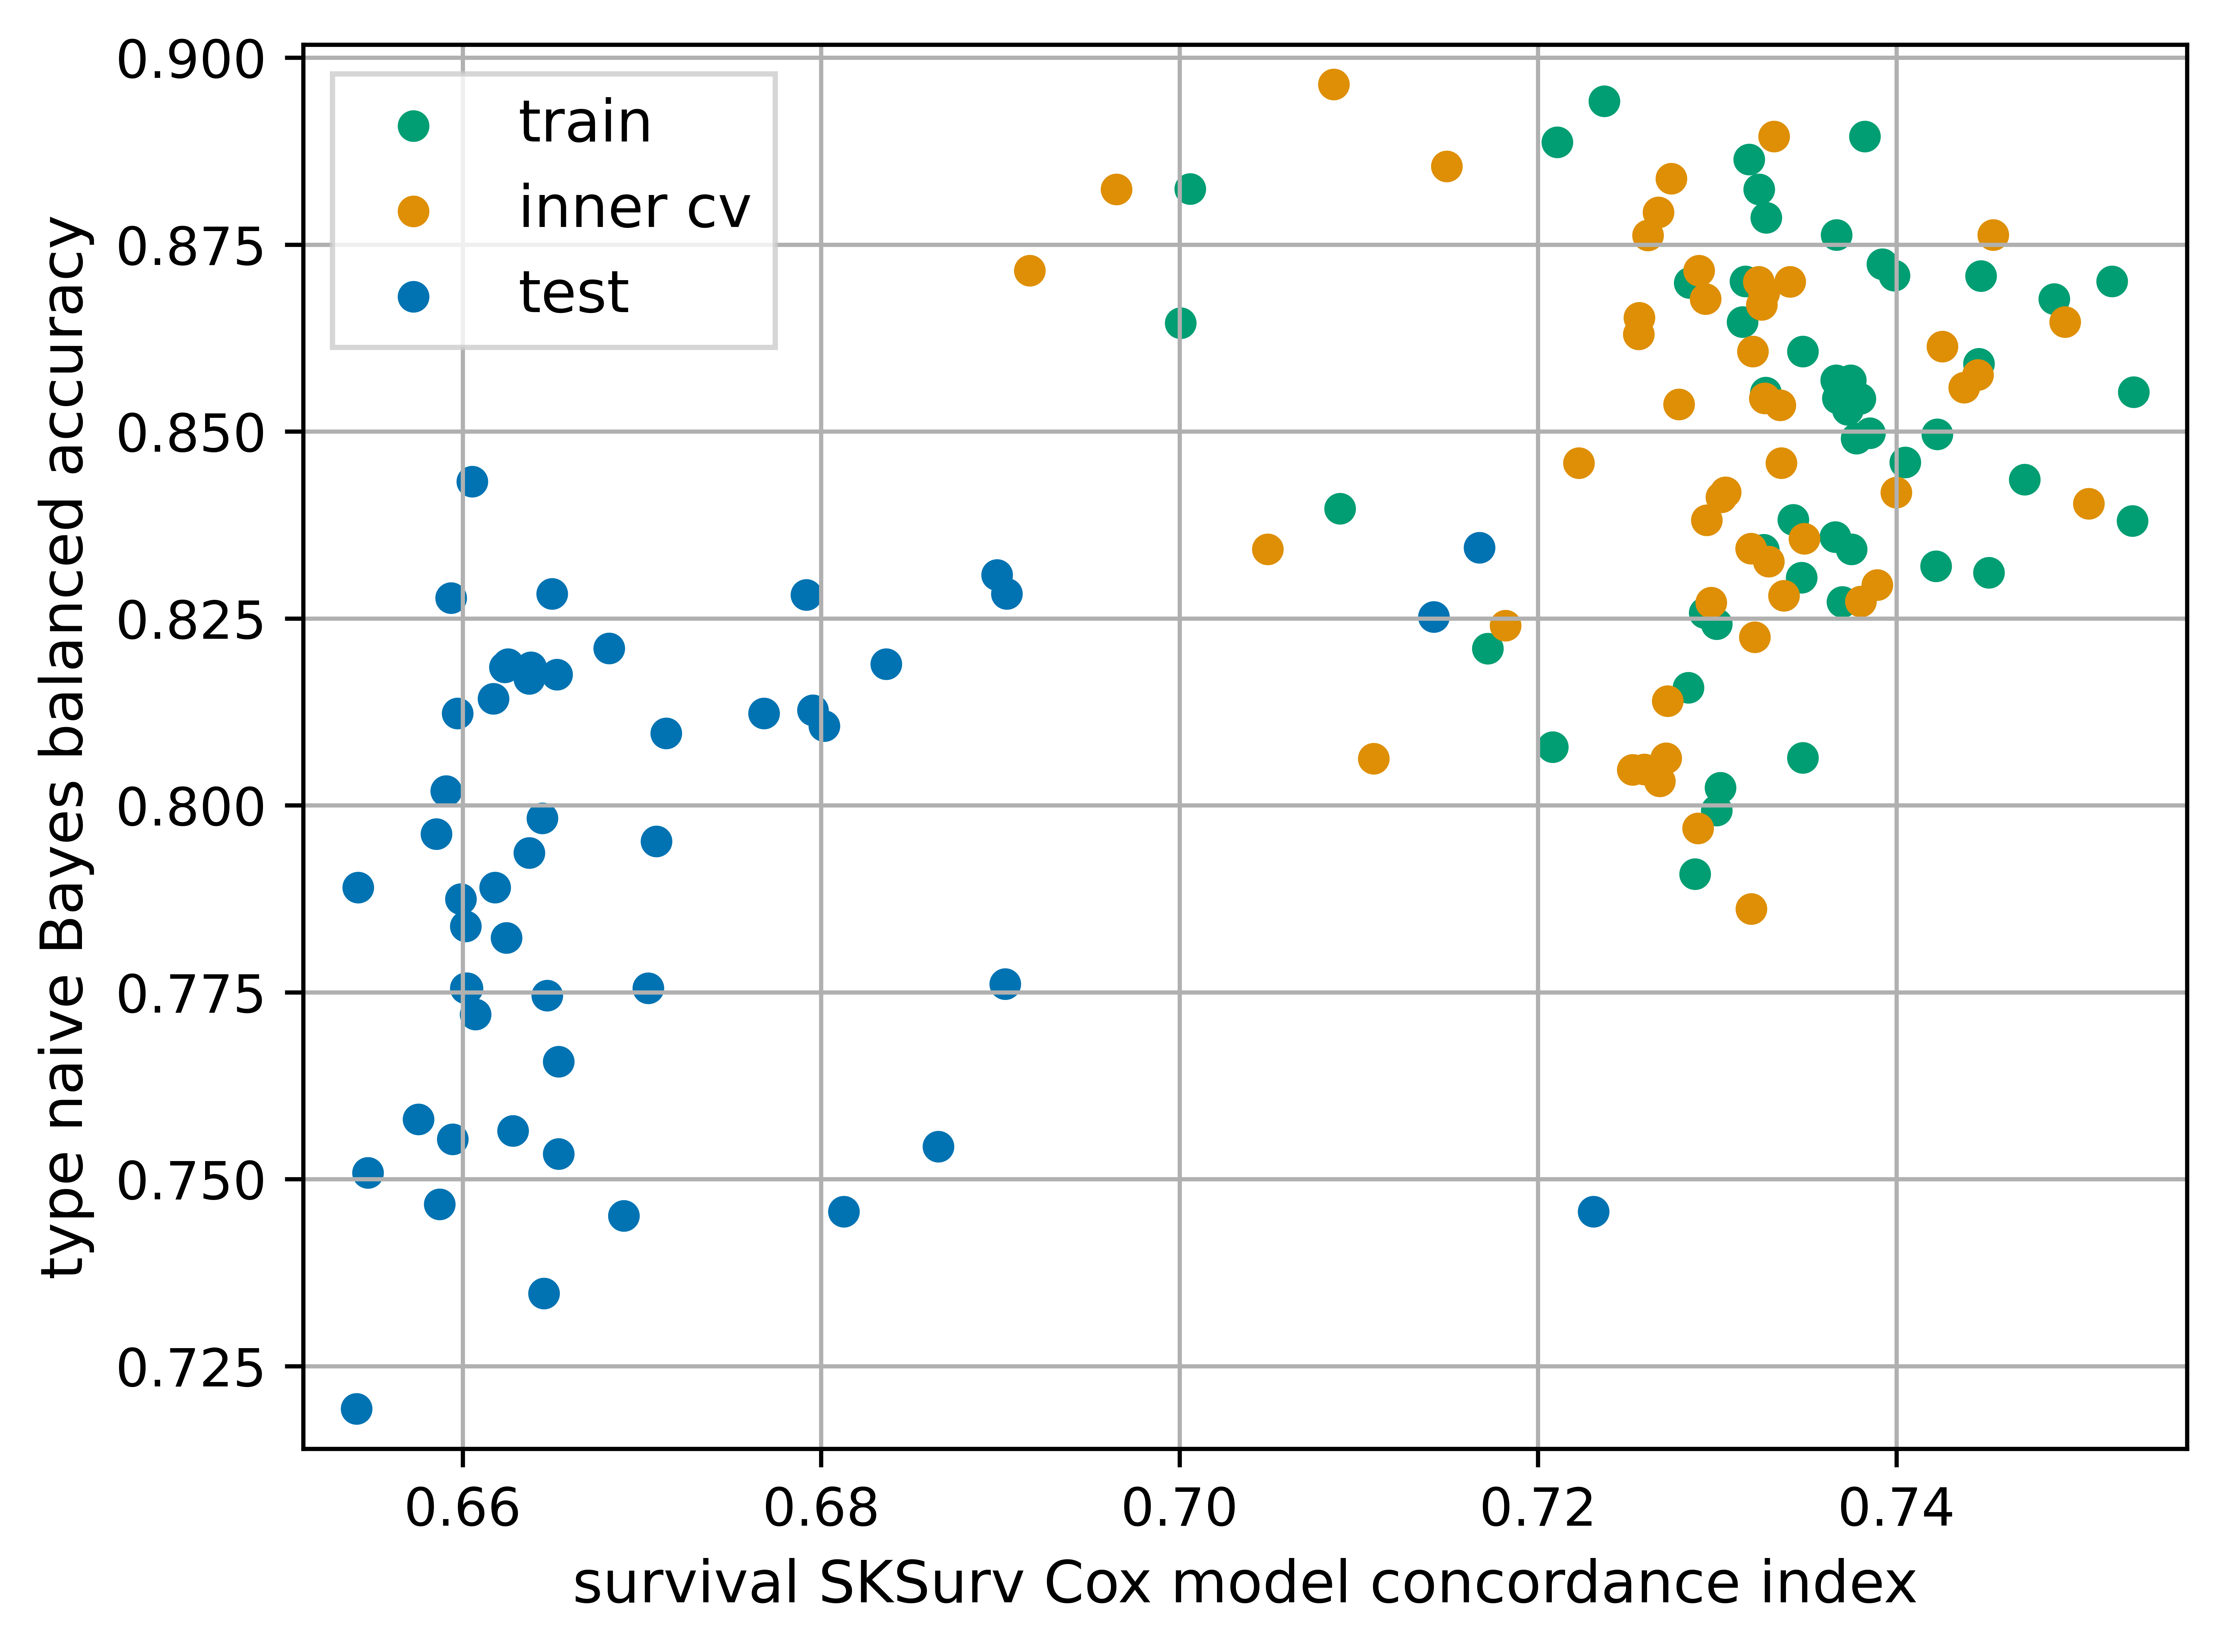 0.900
0.875
0.850
0.825
0.800
0.775
0.750
0.725
type naive Bayes balanced accuracy
train
inner cv
test
0.66 0.68 0.70 0.72 0.74
survival SKSurv Cox model concordance index